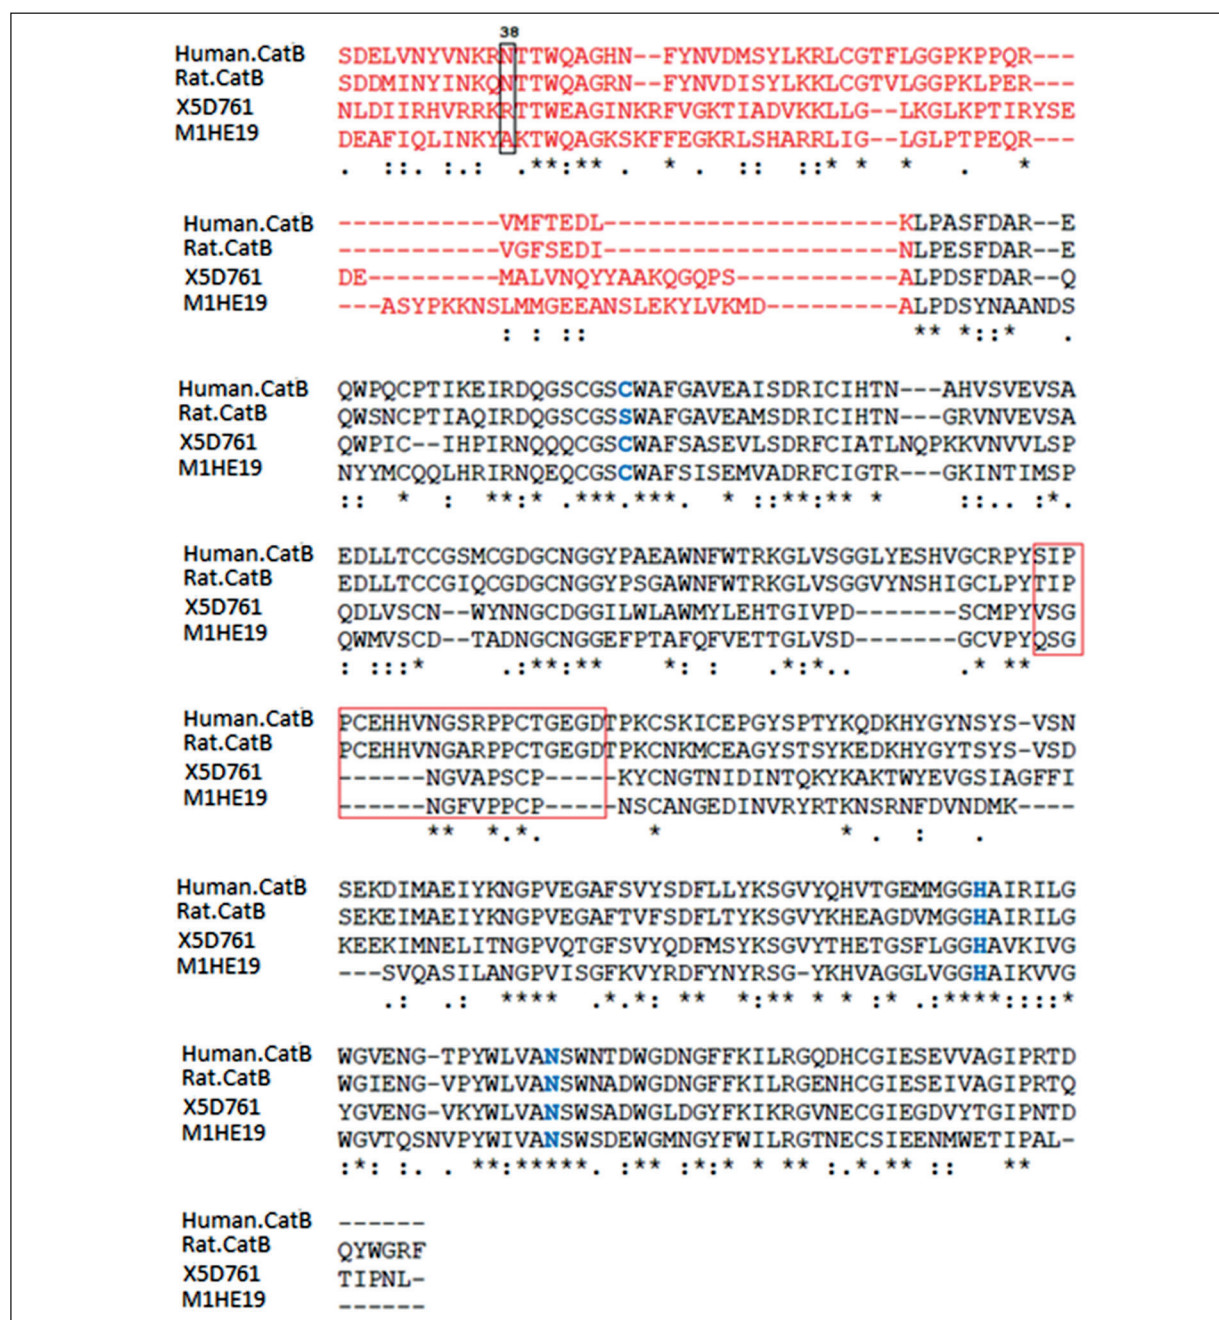 38
Human.CatB SDELVNYVNKRNTTWQAGHN--FYNVDMSYLKRLCGTFLGGPKPPQR---
Rat.CatB SDDMINYINKQNTTWQAGRN--FYNVDISYLKRLCGTVLGGPKLPER---
X5D761 NLDIIRHVRRKRTTWEAGINKRFVGKTIADVKKLLG--LKGLKPTIRYSE
M1HE19 DEAFIQLINKYAKTWQAGKSKFFEGKRLSHARRLIG--LGLPTPEQR---
. ::. :.: .**:** . * . :: ::* * * . *
Human.CatB -----------VMFTEDL--------------------KLPASFDAR--E
Rat.CatB -----------VGFSEDI--------------------NLPESFDAR--E
X5D761 DE---------MALVNQYYAAKQGQPS-----------ALPDSFDAR--Q
M1HE19 ---ASYPKKNSLMMGEEANSLEKYLVKMD---------ALPDSYNAANDS
: : :: ** *::* .
Human.CatB QWPQCPTIKEIRDQGSCGSCWAFGAVEAISDRICIHTN---AHVSVEVSA
Rat.CatB QWSNCPTIAQIRDQGSCGSSWAFGAVEAMSDRICIHTN---GRVNVEVSA
X5D761 QWPIC--IHPIRNQQQCGSCWAFSASEVLSDRFCIATLNQPKKVNVVLSP
M1HE19 NYYMCQQLHRIRNQEQCGSCWAFSISEMVADRFCIGTR---GKINTIMSP
:: * : **:* .***.***. * ::**:** * ::.. :*.
Human.CatB EDLLTCCGSMCGDGCNGGYPAEAWNFWTRKGLVSGGLYESHVGCRPYSIP
Rat.CatB EDLLTCCGIQCGDGCNGGYPSGAWNFWTRKGLVSGGVYNSHIGCLPYTIP
X5D761 QDLVSCN--WYNNGCDGGILWLAWMYLEHTGIVPD-------SCMPYVSG
M1HE19 QWMVSCD--TADNGCNGGEFPTAFQFVETTGLVSD-------GCVPYQSG
: :::* .:**:** *: : .*:*.. .* **
Human.CatB PCEHHVNGSRPPCTGEGDTPKCSKICEPGYSPTYKQDKHYGYNSYS-VSN
Rat.CatB PCEHHVNGARPPCTGEGDTPKCNKMCEAGYSTSYKEDKHYGYTSYS-VSD
X5D761 ------NGVAPSCP-----KYCNGTNIDINTQKYKAKTWYEVGSIAGFFI
M1HE19 ------NGFVPPCP-----NSCANGEDINVRYRTKNSRNFDVNDMK----
** *.*. * * . : .
Human.CatB SEKDIMAEIYKNGPVEGAFSVYSDFLLYKSGVYQHVTGEMMGGHAIRILG
Rat.CatB SEKEIMAEIYKNGPVEGAFTVFSDFLTYKSGVYKHEAGDVMGGHAIRILG
X5D761 KEEKIMNELITNGPVQTGFSVYQDFMSYKSGVYTHETGSFLGGHAVKIVG
M1HE19 ---SVQASILANGPVISGFKVYRDFYNYRSG-YKHVAGGLVGGHAIKVVG
.: .: **** .*.*: ** *:** * * :* .:****::::*
Human.CatB WGVENG-TPYWLVANSWNTDWGDNGFFKILRGQDHCGIESEVVAGIPRTD
Rat.CatB WGIENG-VPYWLVANSWNADWGDNGFFKILRGENHCGIESEIVAGIPRTQ
X5D761 YGVENG-VKYWLVANSWSADWGLDGYFKIKRGVNECGIEGDVYTGIPNTD
M1HE19 WGVTQSNVPYWIVANSWSDEWGMNGYFWILRGTNECSIEENMWETIPAL-
:*: :. . **:*****. :** :*:* * ** :.*.** :: **
Human.CatB ------
Rat.CatB QYWGRF
X5D761 TIPNL-
M1HE19 ------